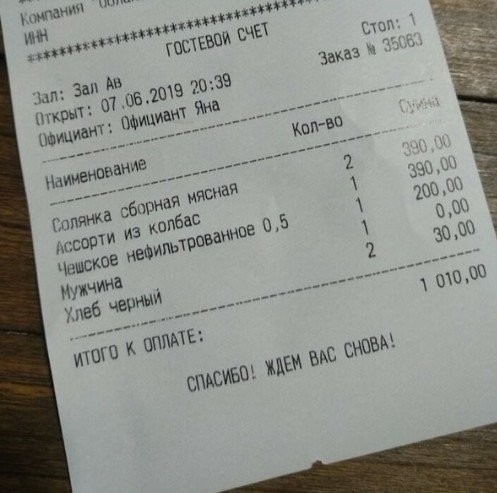 Компания
ИНН
************************************
ГОСТЕВОЙ СЧЕТ
Стол: 1
Зал: Зал Ав
Заказ № 35063
Открыт: 07.06.2019 20:39
Официант: Официант Яна
Наименование Кол-во Сумма
Солянка сборная мясная 2 390,00
Ассорти из колбас 1 390,00
Чешское нефильтрованное 0,5 1 200,00
Мужчина 1 0,00
Хлеб черный 2 30,00
ИТОГО К ОПЛАТЕ: 1 010,00
СПАСИБО! ЖДЕМ ВАС СНОВА!